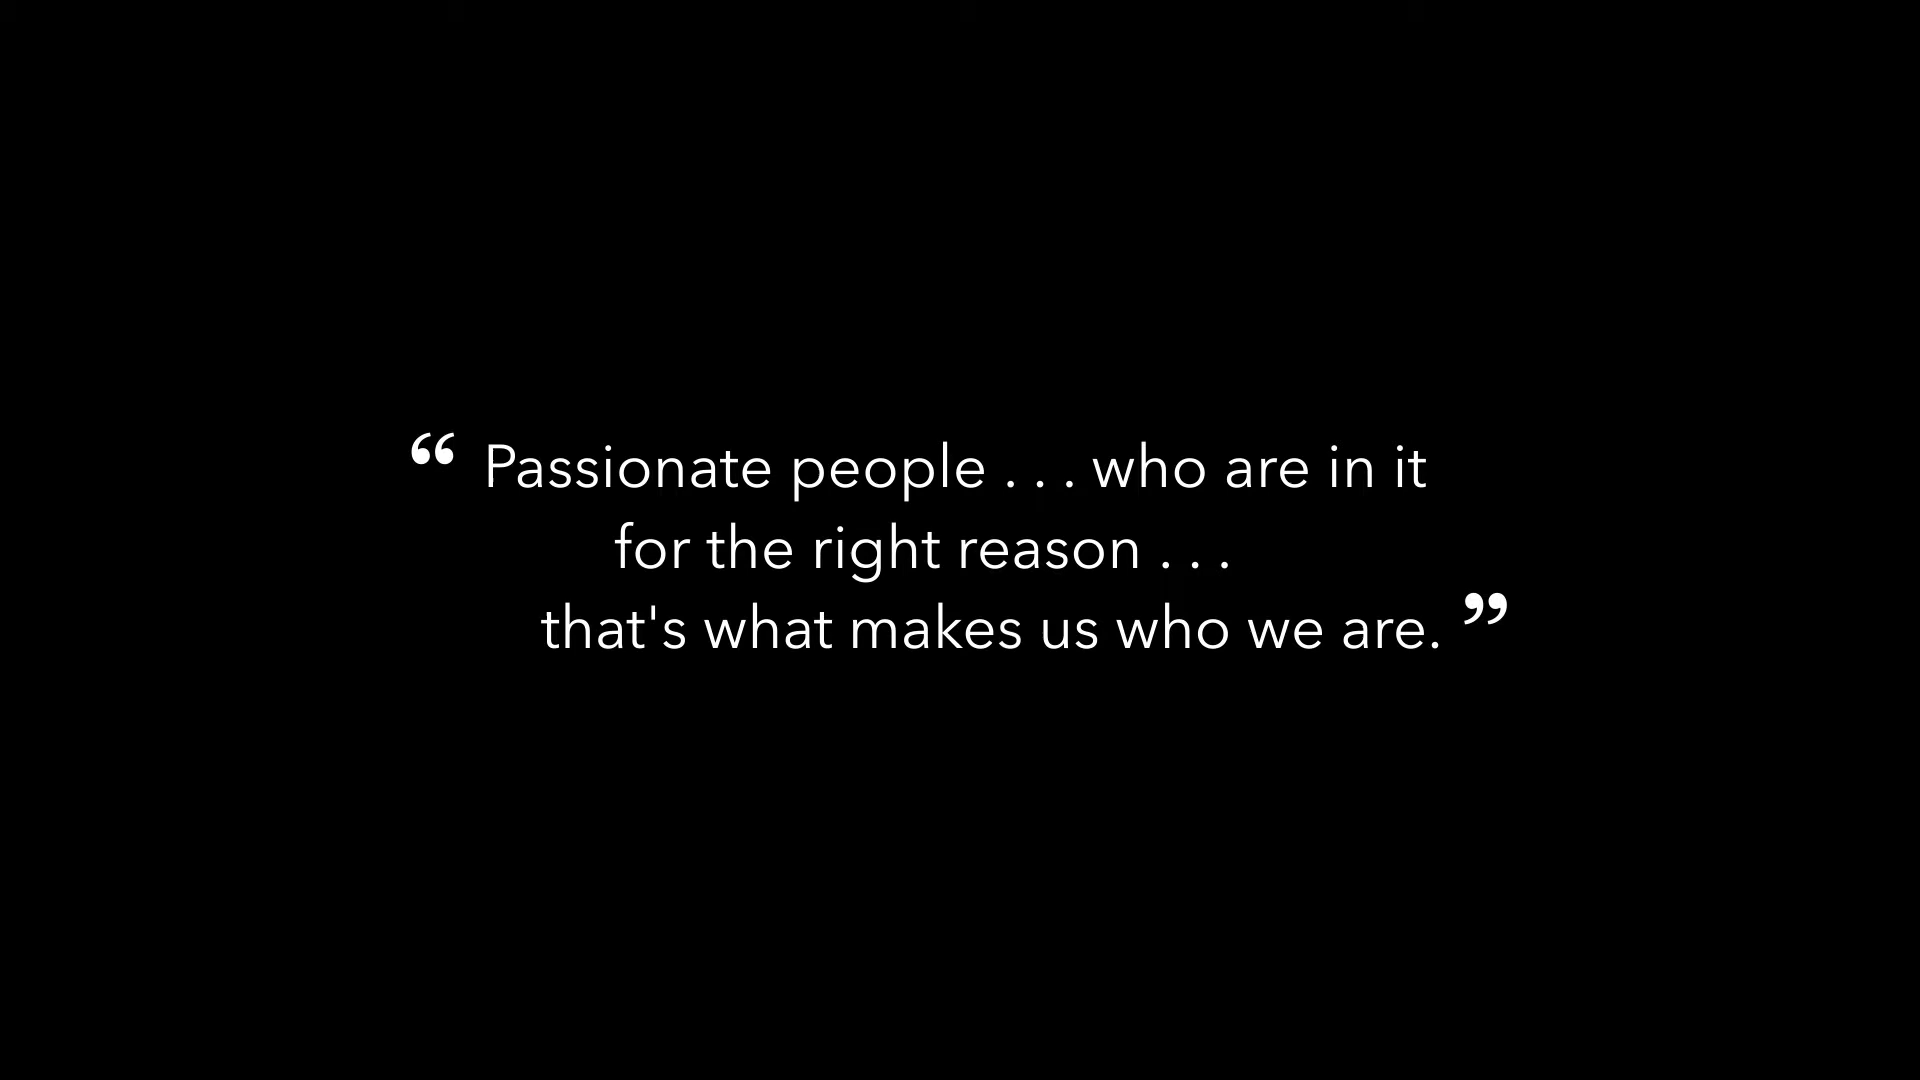 “ Passionate people . . . who are in it
for the right reason . . .
that's what makes us who we are. ”